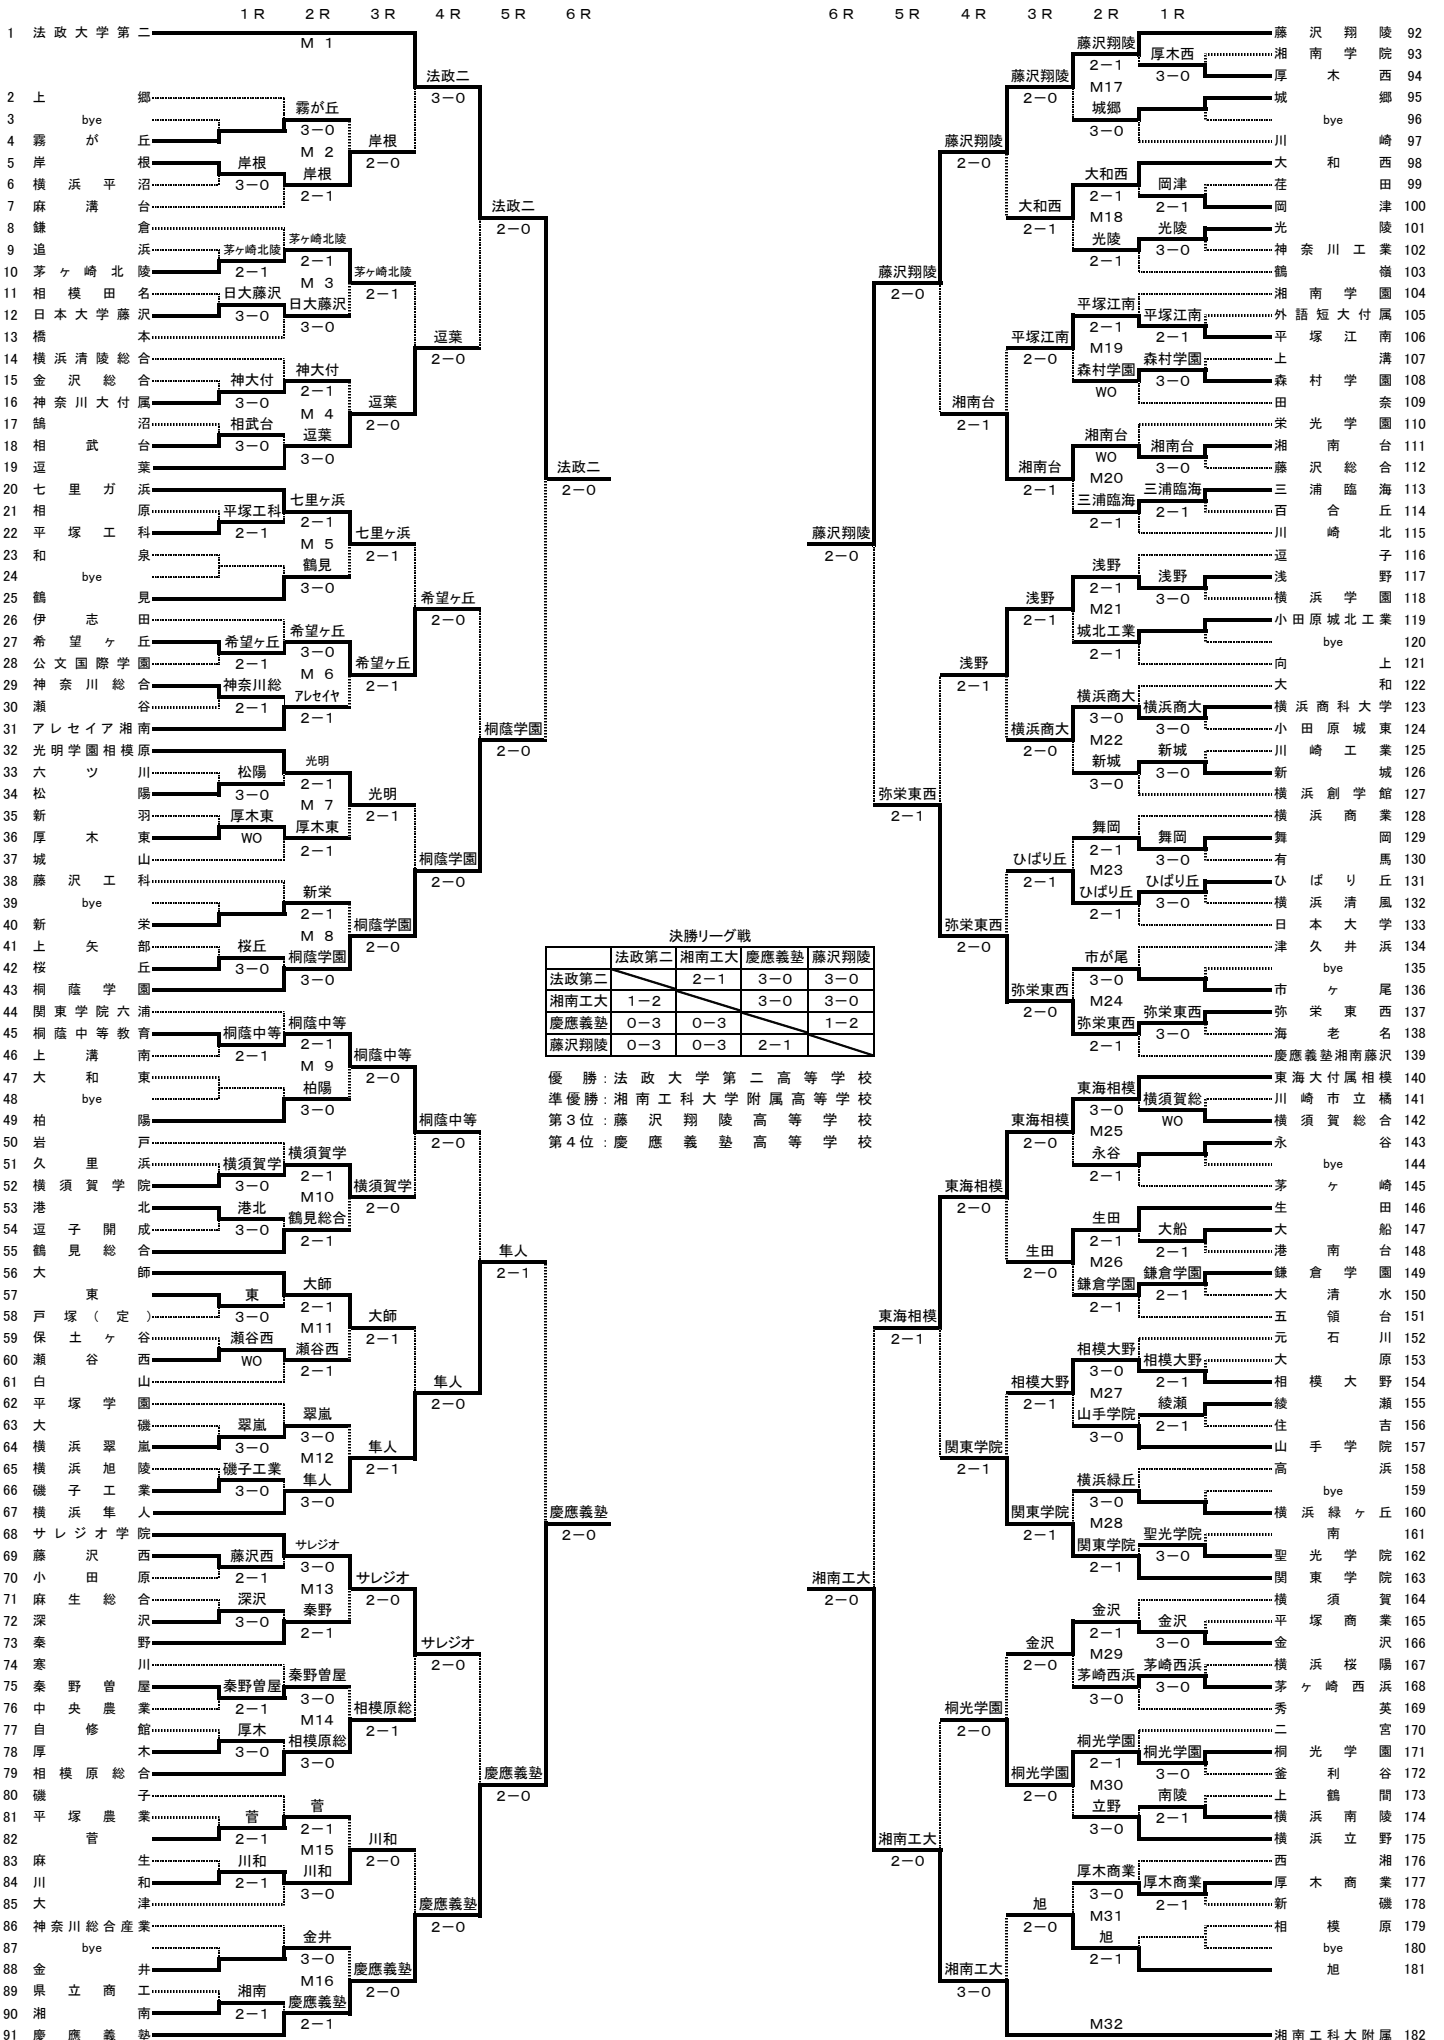 1R 2R 3R 4R 5R 6R
1 法政大学第二
2 上郷
3 bye
4 霧が丘
5 岸根
6 横浜平沼
7 麻溝台
8 鎌倉
9 追浜
10 茅ヶ崎北陵
11 相模田名
12 日本大学藤沢
13 橋本
14 横浜清陵総合
15 金沢総合
16 神奈川大付属
17 鵠沼
18 相武台
19 逗葉
20 七里ガ浜
21 相原
22 平塚工科
23 和泉
24 bye
25 鶴見
26 伊志田
27 希望ヶ丘
28 公文国際学園
29 神奈川総合
30 瀬谷
31 アレセイア湘南
32 光明学園相模原
33 六ツ川
34 松陽
35 新羽
36 厚木東
37 城山
38 藤沢工科
39 bye
40 新栄
41 上矢部
42 桜丘
43 桐蔭学園
44 関東学院六浦
45 桐蔭中等教育
46 上溝南
47 大和東
48 bye
49 柏陽
50 岩戸
51 久里浜
52 横須賀学院
53 港北
54 逗子開成
55 鶴見総合
56 大師
57 東
58 戸塚(定)
59 保土ヶ谷
60 瀬谷西
61 白山
62 平塚学園
63 大磯
64 横浜翠嵐
65 横浜旭陵
66 磯子工業
67 横浜隼人
68 サレジオ学院
69 藤沢西
70 小田原
71 麻生総合
72 深沢
73 秦野
74 寒川
75 秦野曽屋
76 中央農業
77 自修館
78 厚木
79 相模原総合
80 磯子
81 平塚農業
82 菅
83 麻生
84 川和
85 大津
86 神奈川総合産業
87 bye
88 金井
89 県立商工
90 湘南
91 慶應義塾
岸根 3-0
茅ヶ崎北陵 2-1
日大藤沢 3-0
神大付 3-0
相武台 3-0
平塚工科 2-1
希望ヶ丘 2-1
神奈川総 2-1
松陽 3-0
厚木東 WO
桜丘 3-0
桐蔭中等 2-1
横須賀学 3-0
港北 3-0
東 3-0
瀬谷西 WO
翠嵐 3-0
磯子工業 3-0
藤沢西 2-1
深沢 3-0
秦野曽屋 2-1
厚木 3-0
菅 2-1
川和 2-1
湘南 2-1
M 1
霧が丘 3-0
M 2
岸根 2-1
茅ヶ崎北陵 2-1
M 3
日大藤沢 3-0
神大付 2-1
M 4
逗葉 3-0
七里ヶ浜 2-1
M 5
鶴見 3-0
希望ヶ丘 3-0
M 6
アレセイヤ 2-1
光明 2-1
M 7
厚木東 2-1
新栄 2-1
M 8
桐蔭学園 3-0
桐蔭中等 2-1
M 9
柏陽 3-0
横須賀学 2-1
M10
鶴見総合 2-1
大師 2-1
M11
瀬谷西 2-1
翠嵐 3-0
M12
隼人 3-0
サレジオ 3-0
M13
秦野 2-1
秦野曽屋 3-0
M14
相模原総 3-0
菅 2-1
M15
川和 3-0
金井 3-0
M16
慶應義塾 2-1
岸根 2-0
茅ヶ崎北陵 2-1
逗葉 2-0
七里ヶ浜 2-1
希望ヶ丘 2-1
光明 2-1
桐蔭学園 2-0
桐蔭中等 2-0
横須賀学 2-0
大師 2-1
隼人 2-1
サレジオ 2-0
相模原総 2-1
川和 2-0
慶應義塾 2-0
法政二 3-0
逗葉 2-0
希望ヶ丘 2-0
桐蔭学園 2-0
桐蔭中等 2-0
隼人 2-0
サレジオ 2-0
慶應義塾 2-0
法政二 2-0
桐蔭学園 2-0
隼人 2-1
慶應義塾 2-0
法政二 2-0
慶應義塾 2-0
決勝リーグ戦
法政第二 湘南工大 慶應義塾 藤沢翔陵
法政第二 2-1 3-0 3-0
湘南工大 1-2 3-0 3-0
慶應義塾 0-3 0-3 1-2
藤沢翔陵 0-3 0-3 2-1
優勝:法政大学第二高等学校
準優勝:湘南工科大学附属高等学校
第3位:藤沢翔陵高等学校
第4位:慶應義塾高等学校
6R 5R 4R 3R 2R 1R
藤沢翔陵 2-0
湘南工大 2-0
藤沢翔陵 2-0
弥栄東西 2-1
東海相模 2-1
湘南工大 2-0
藤沢翔陵 2-0
湘南台 2-1
浅野 2-1
弥栄東西 2-0
東海相模 2-0
関東学院 2-1
桐光学園 2-0
湘南工大 3-0
藤沢翔陵 2-0
大和西 2-1
平塚江南 2-0
湘南台 2-1
浅野 2-1
横浜商大 2-0
ひばり丘 2-1
弥栄東西 2-0
東海相模 2-0
生田 2-0
相模大野 2-1
関東学院 2-1
金沢 2-0
桐光学園 2-0
旭 2-0
藤沢翔陵 2-1
M17
城郷 3-0
大和西 2-1
M18
光陵 2-1
平塚江南 2-1
M19
森村学園 WO
湘南台 WO
M20
三浦臨海 2-1
浅野 2-1
M21
城北工業 2-1
横浜商大 3-0
M22
新城 3-0
舞岡 2-1
M23
ひばり丘 2-1
市が尾 3-0
M24
弥栄東西 2-1
東海相模 3-0
M25
永谷 2-1
生田 2-1
M26
鎌倉学園 2-1
相模大野 3-0
M27
山手学院 3-0
横浜緑丘 3-0
M28
関東学院 2-1
金沢 2-1
M29
茅崎西浜 3-0
桐光学園 2-1
M30
立野 3-0
厚木商業 3-0
M31
旭 2-1
M32
厚木西 3-0
岡津 2-1
光陵 3-0
平塚江南 2-1
森村学園 3-0
湘南台 3-0
三浦臨海 2-1
浅野 3-0
横浜商大 3-0
新城 3-0
舞岡 3-0
ひばり丘 3-0
弥栄東西 3-0
横須賀総 WO
大船 2-1
鎌倉学園 2-1
相模大野 2-1
綾瀬 2-1
聖光学院 3-0
金沢 3-0
茅崎西浜 3-0
桐光学園 3-0
南陵 2-1
厚木商業 2-1
藤沢翔陵 92
湘南学院 93
厚木西 94
城郷 95
bye 96
川崎 97
大和西 98
荏田 99
岡津 100
光陵 101
神奈川工業 102
鶴嶺 103
湘南学園 104
外語短大付属 105
平塚江南 106
上溝 107
森村学園 108
田奈 109
栄光学園 110
湘南台 111
藤沢総合 112
三浦臨海 113
百合丘 114
川崎北 115
逗子 116
浅野 117
横浜学園 118
小田原城北工業 119
bye 120
向上 121
大和 122
横浜商科大学 123
小田原城東 124
川崎工業 125
新城 126
横浜創学館 127
横浜商業 128
舞岡 129
有馬 130
ひばり丘 131
横浜清風 132
日本大学 133
津久井浜 134
bye 135
市ヶ尾 136
弥栄東西 137
海老名 138
慶應義塾湘南藤沢 139
東海大付属相模 140
川崎市立橘 141
横須賀総合 142
永谷 143
bye 144
茅ヶ崎 145
生田 146
大船 147
港南台 148
鎌倉学園 149
大清水 150
五領台 151
元石川 152
大原 153
相模大野 154
綾瀬 155
住吉 156
山手学院 157
高浜 158
bye 159
横浜緑ヶ丘 160
南 161
聖光学院 162
関東学院 163
横須賀 164
平塚商業 165
金沢 166
横浜桜陽 167
茅ヶ崎西浜 168
秀英 169
二宮 170
桐光学園 171
釜利谷 172
上鶴間 173
横浜南陵 174
横浜立野 175
西湘 176
厚木商業 177
新磯 178
相模原 179
bye 180
旭 181
湘南工科大附属 182